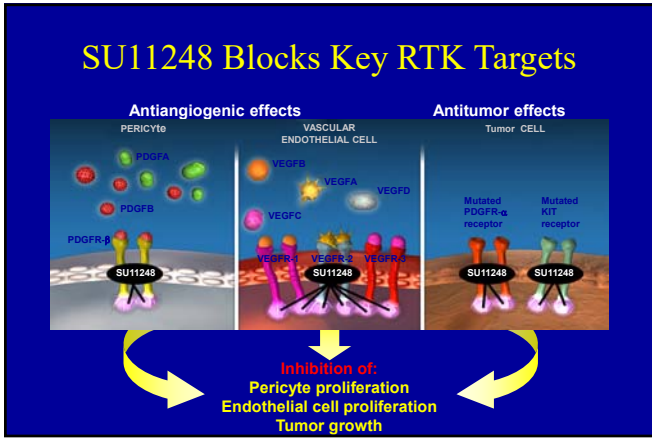 SU11248 Blocks Key RTK Targets
Antiangiogenic effects
Antitumor effects
PERICYte
PDGFA
PDGFB
PDGFR-β
SU11248
VASCULAR
ENDOTHELIAL CELL
VEGFB
VEGFA
VEGFD
VEGFC
VEGFR-1
VEGFR-2
VEGFR-3
SU11248
Tumor CELL
Mutated
PDGFR-α
receptor
Mutated
KIT
receptor
SU11248
SU11248
Inhibition of:
Pericyte proliferation
Endothelial cell proliferation
Tumor growth